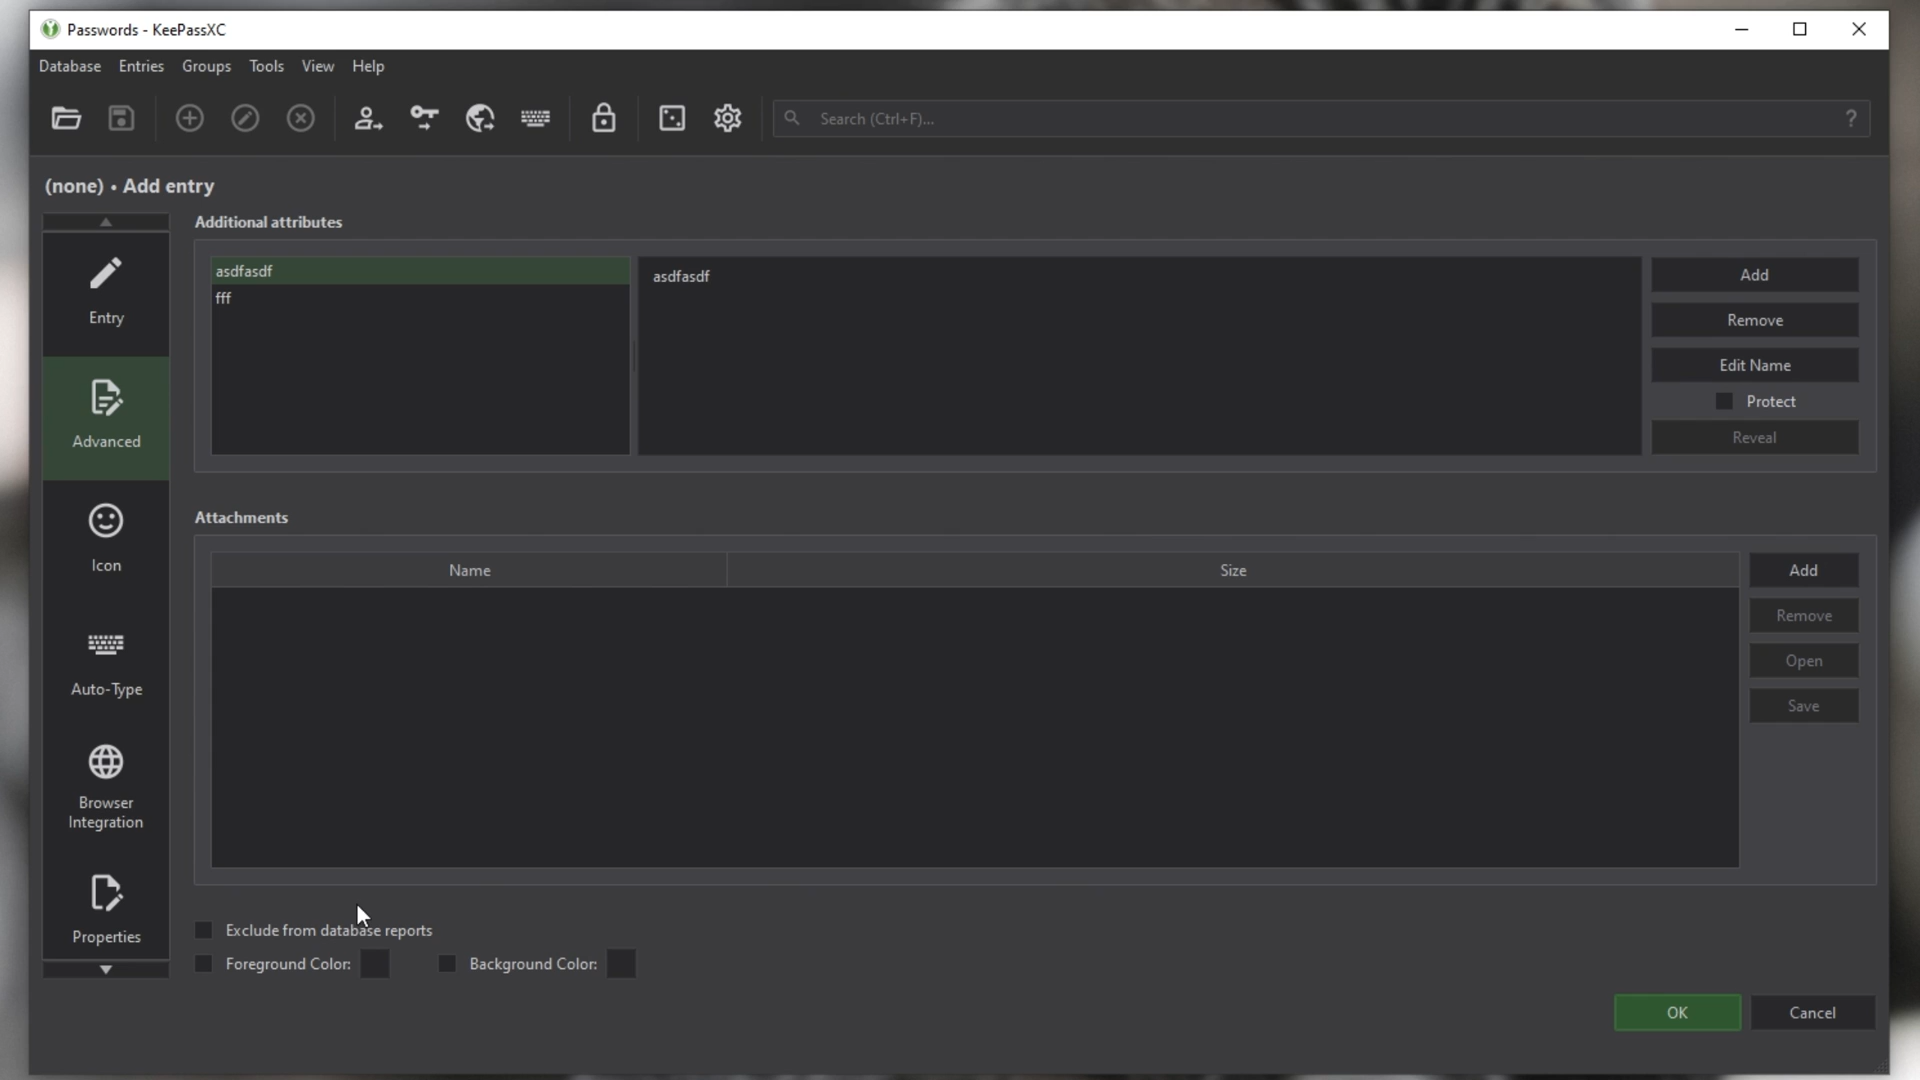 Passwords - KeePassXC
Database Entries Groups Tools View Help
Search (Ctrl+F)... ?
(none) • Add entry
Additional attributes
asdfasdf
fff
asdfasdf
Add
Remove
Edit Name
Protect
Reveal
Entry
Advanced
Icon
Auto-Type
Browser
Integration
Properties
Attachments
Name Size
Add
Remove
Open
Save
Exclude from database reports
Foreground Color: Background Color:
OK Cancel